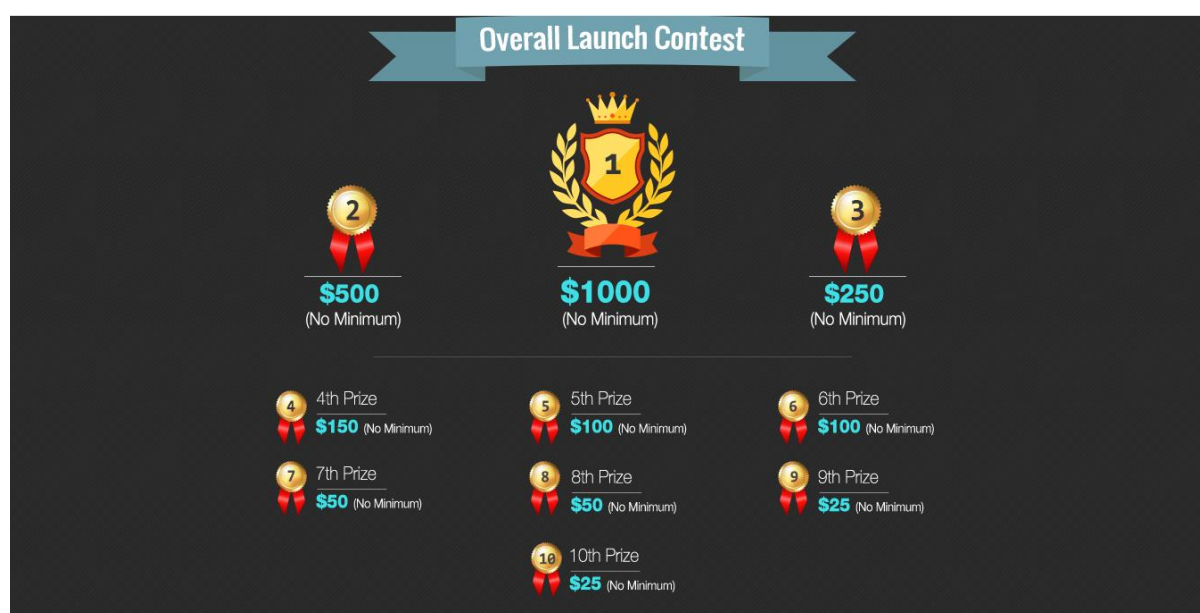 Overall Launch Contest
1
2
3
$500
(No Minimum)
$1000
(No Minimum)
$250
(No Minimum)
4
4th Prize
$150 (No Minimum)
5
5th Prize
$100 (No Minimum)
6
6th Prize
$100 (No Minimum)
7
7th Prize
$50 (No Minimum)
8
8th Prize
$50 (No Minimum)
9
9th Prize
$25 (No Minimum)
10
10th Prize
$25 (No Minimum)